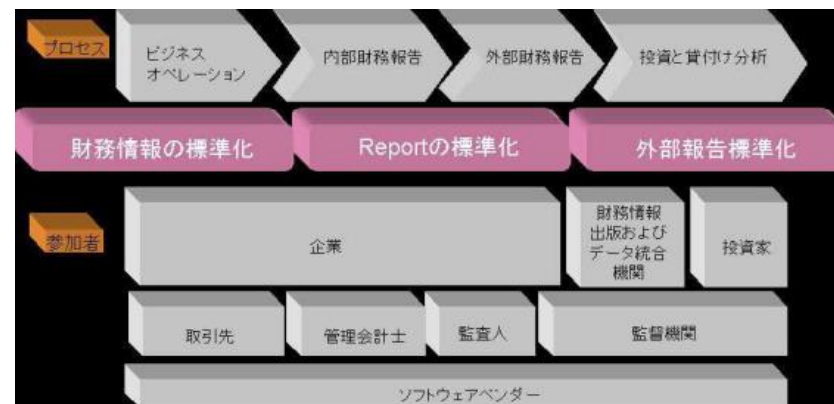 プロセス
ビジネス
オペレーション
内部財務報告
外部財務報告
投資と貸付け分析
財務情報の標準化
Reportの標準化
外部報告標準化
参加者
企業
財務情報
出版および
データ統合
機関
投資家
取引先
管理会計士
監査人
監督機関
ソフトウェアベンダー